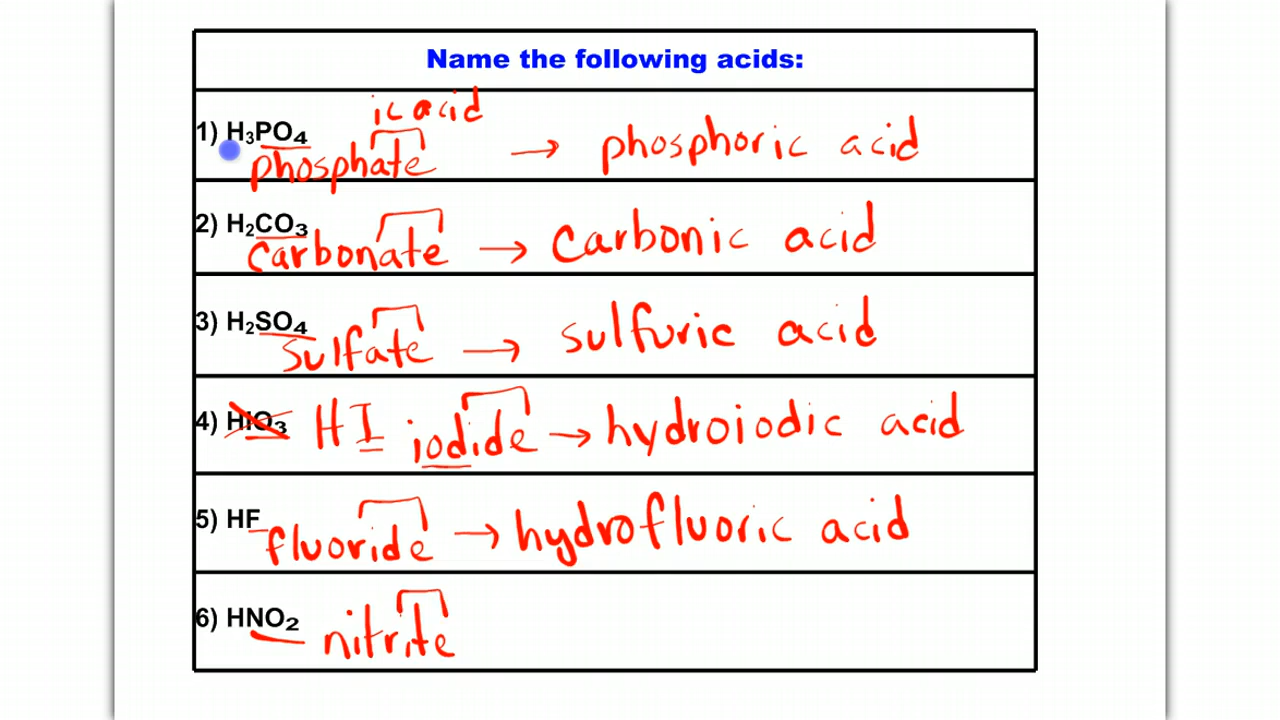 Name the following acids:
ic acid
1) H₃PO₄
phosphate → phosphoric acid
2) H₂CO₃
carbonate → carbonic acid
3) H₂SO₄
sulfate → sulfuric acid
4) HIO₃ HI iodide → hydroiodic acid
5) HF
fluoride → hydrofluoric acid
6) HNO₂ nitrite